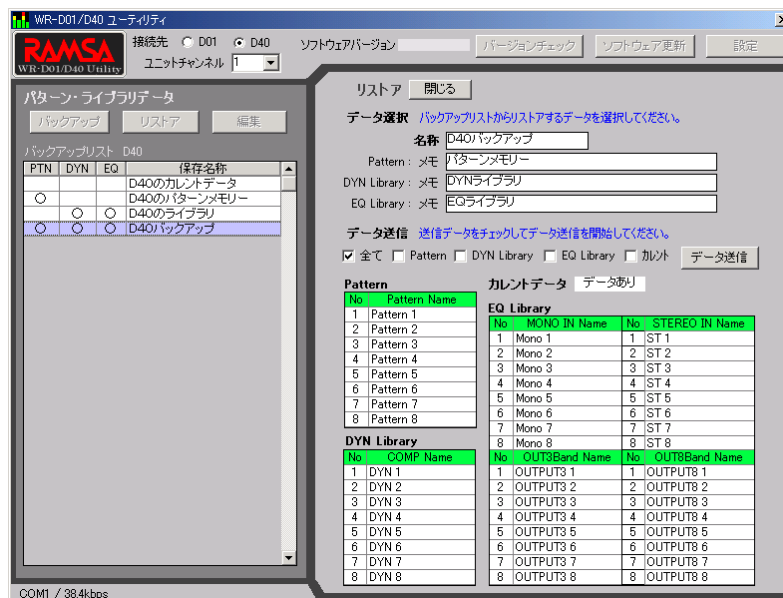 WR-D01/D40 ユーティリティ
RAMSA
WR-D01/D40 Utility
接続先 D01 D40 ソフトウェアバージョン バージョンチェック ソフトウェア更新 設定
ユニットチャンネル 1
パターン・ライブラリデータ
バックアップ リストア 編集
バックアップリスト D40
PTN DYN EQ 保存名称
D40のカレントデータ
○ D40のパターンメモリー
○ ○ D40のライブラリ
○ ○ ○ D40バックアップ
リストア 閉じる
データ選択 バックアップリストからリストアするデータを選択してください。
名称 D40バックアップ
Pattern : メモ パターンメモリー
DYN Library : メモ DYNライブラリ
EQ Library : メモ EQライブラリ
データ送信 送信データをチェックしてデータ送信を開始してください。
全て Pattern DYN Library EQ Library カレント データ送信
Pattern
No Pattern Name
1 Pattern 1
2 Pattern 2
3 Pattern 3
4 Pattern 4
5 Pattern 5
6 Pattern 6
7 Pattern 7
8 Pattern 8
DYN Library
No COMP Name
1 DYN 1
2 DYN 2
3 DYN 3
4 DYN 4
5 DYN 5
6 DYN 6
7 DYN 7
8 DYN 8
カレントデータ データあり
EQ Library
No MONO IN Name No STEREO IN Name
1 Mono 1 1 ST 1
2 Mono 2 2 ST 2
3 Mono 3 3 ST 3
4 Mono 4 4 ST 4
5 Mono 5 5 ST 5
6 Mono 6 6 ST 6
7 Mono 7 7 ST 7
8 Mono 8 8 ST 8
No OUT3Band Name No OUT8Band Name
1 OUTPUT3 1 1 OUTPUT8 1
2 OUTPUT3 2 2 OUTPUT8 2
3 OUTPUT3 3 3 OUTPUT8 3
4 OUTPUT3 4 4 OUTPUT8 4
5 OUTPUT3 5 5 OUTPUT8 5
6 OUTPUT3 6 6 OUTPUT8 6
7 OUTPUT3 7 7 OUTPUT8 7
8 OUTPUT3 8 8 OUTPUT8 8
COM1 / 38.4kbps